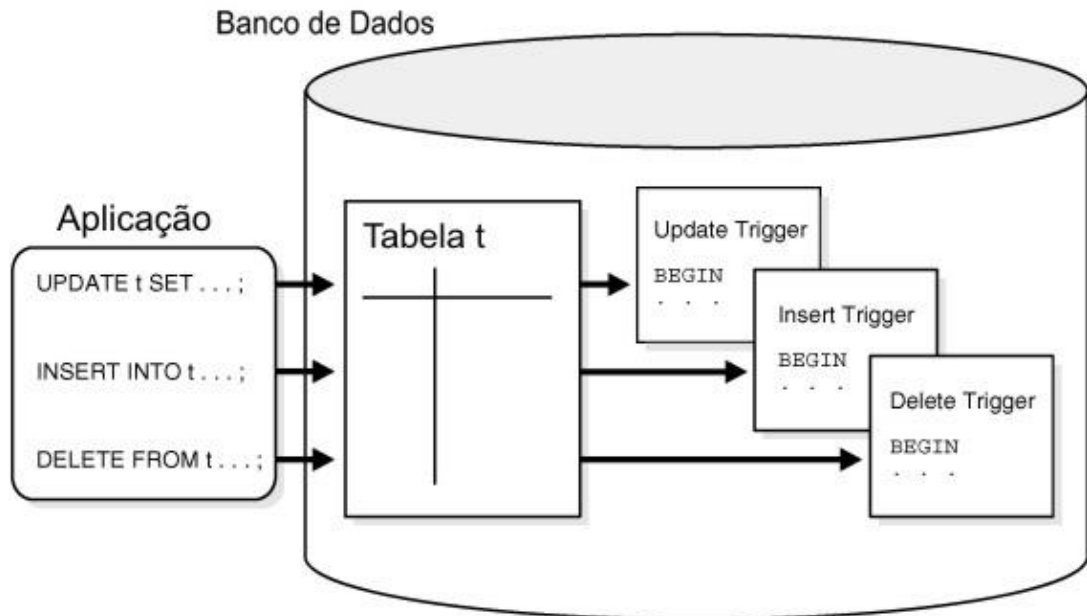 Banco de Dados
Aplicação
UPDATE t SET . . . ;
INSERT INTO t . . . ;
DELETE FROM t . . . ;
Tabela t
Update Trigger
BEGIN
. . .
Insert Trigger
BEGIN
. . .
Delete Trigger
BEGIN
. . .